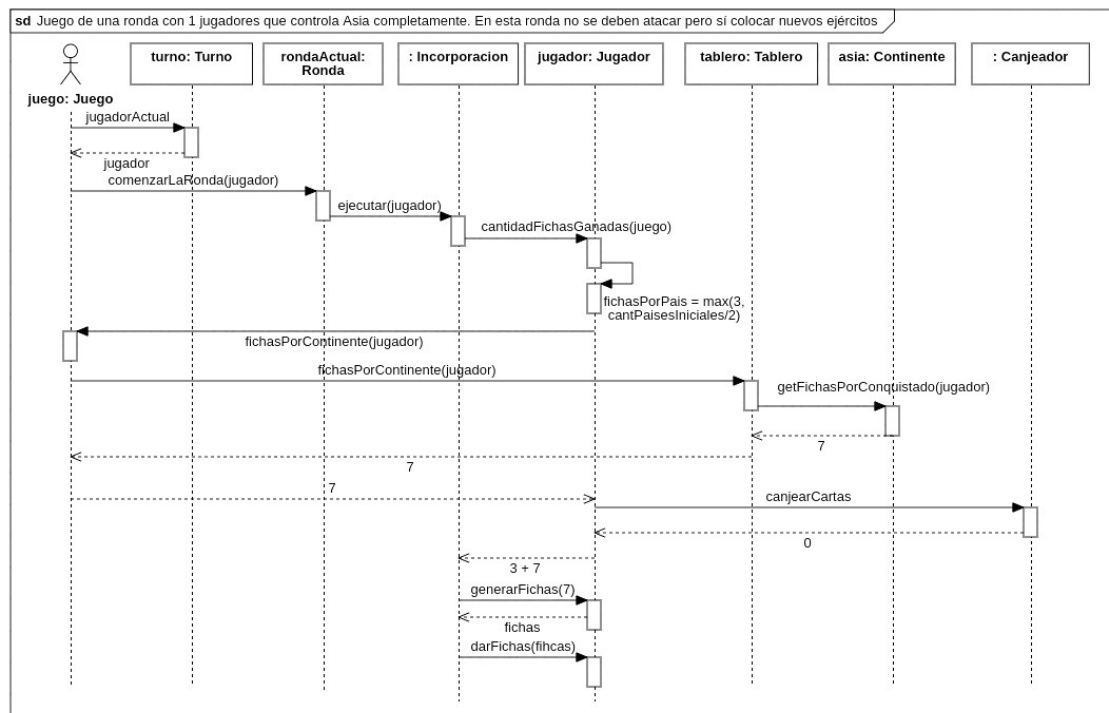 sd Juego de una ronda con 1 jugadores que controla Asia completamente. En esta ronda no se deben atacar pero sí colocar nuevos ejércitos
turno: Turno
rondaActual:
Ronda
: Incorporacion
jugador: Jugador
tablero: Tablero
asia: Continente
: Canjeador
juego: Juego
jugadorActual
jugador
comenzarLaRonda(jugador)
ejecutar(jugador)
cantidadFichasGanadas(juego)
fichasPorPais = max(3,
cantPaisesIniciales/2)
fichasPorContinente(jugador)
fichasPorContinente(jugador)
getFichasPorConquistado(jugador)
7
7
7
canjearCartas
0
3 + 7
generarFichas(7)
fichas
darFichas(fihcas)